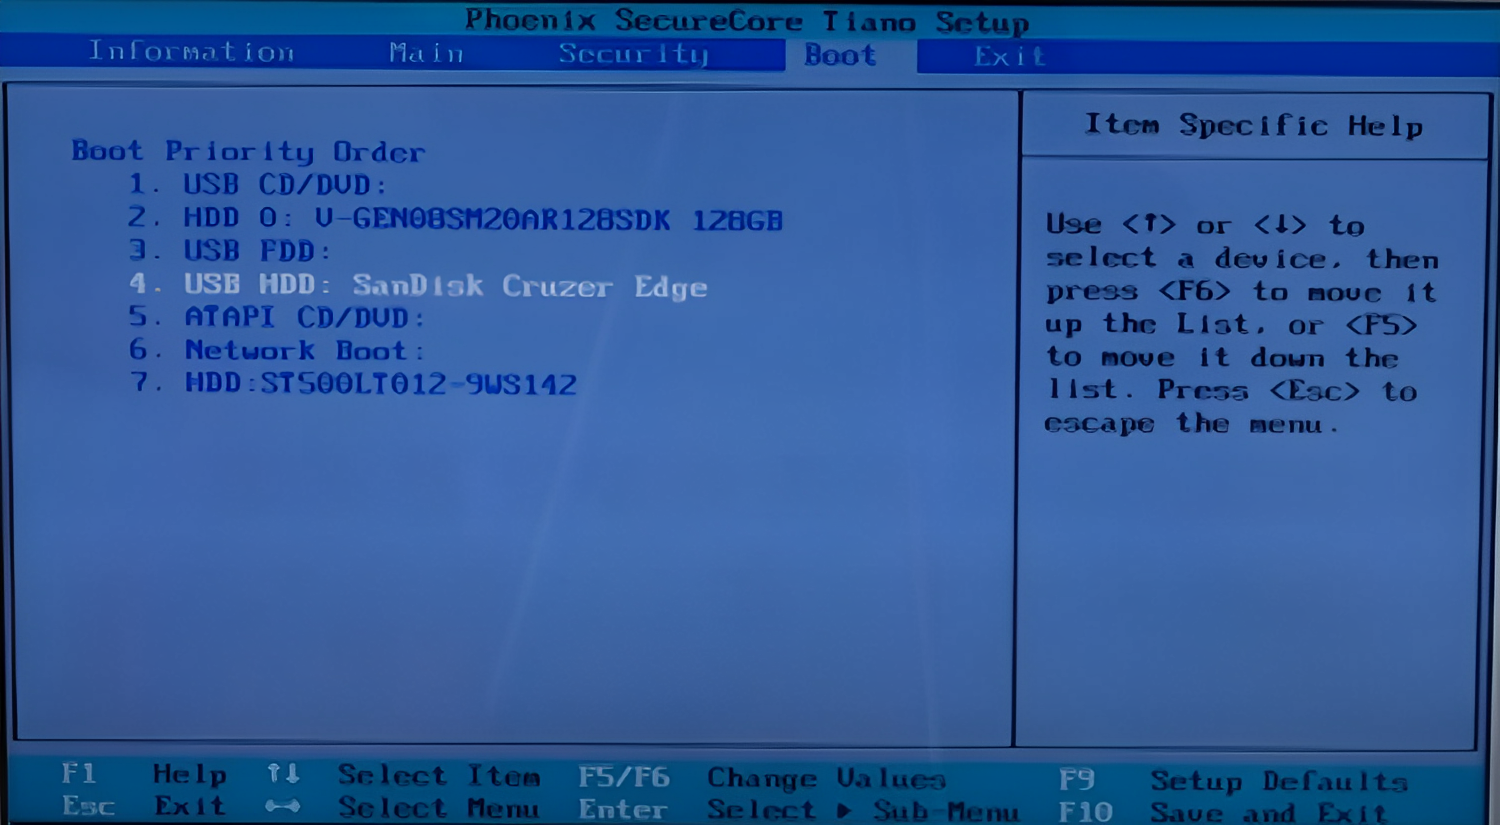 Phoenix SecureCore Tiano Setup
Information Main Security Boot Exit
Boot Priority Order
1. USB CD/DVD:
2. HDD 0: V-GEN08SM20AR128SDK 128GB
3. USB FDD:
4. USB HDD: SanDisk Cruzer Edge
5. ATAPI CD/DVD:
6. Network Boot:
7. HDD:ST500LT012-9WS142
Item Specific Help
Use <↑> or <↓> to
select a device, then
press <F6> to move it
up the List, or <F5>
to move it down the
list. Press <Esc> to
escape the menu.
F1 Help ↑↓ Select Item F5/F6 Change Values F9 Setup Defaults
Esc Exit ↔ Select Menu Enter Select ▶ Sub-Menu F10 Save and Exit